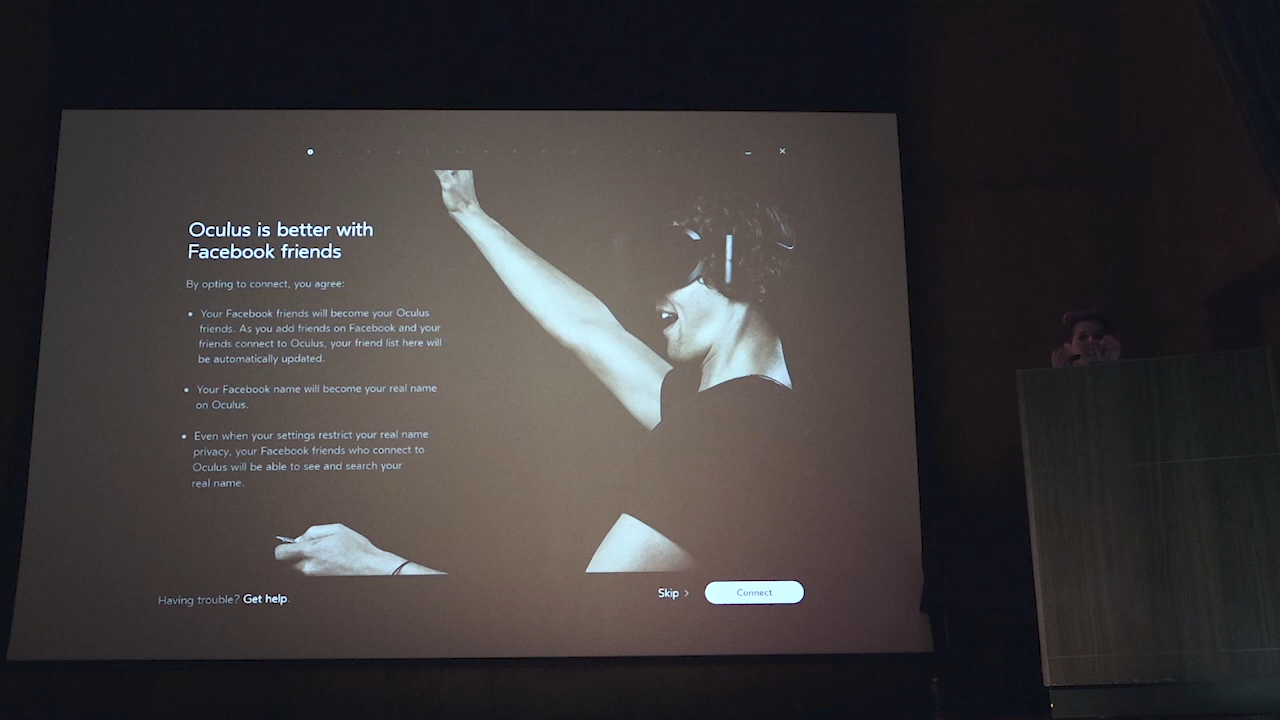 Oculus is better with
Facebook friends
By opting to connect, you agree:
• Your Facebook friends will become your Oculus
friends. As you add friends on Facebook and your
friends connect to Oculus, your friend list here will
be automatically updated.
• Your Facebook name will become your real name
on Oculus.
• Even when your settings restrict your real name
privacy, your Facebook friends who connect to
Oculus will be able to see and search your
real name.
Having trouble? Get help.
Skip >
Connect